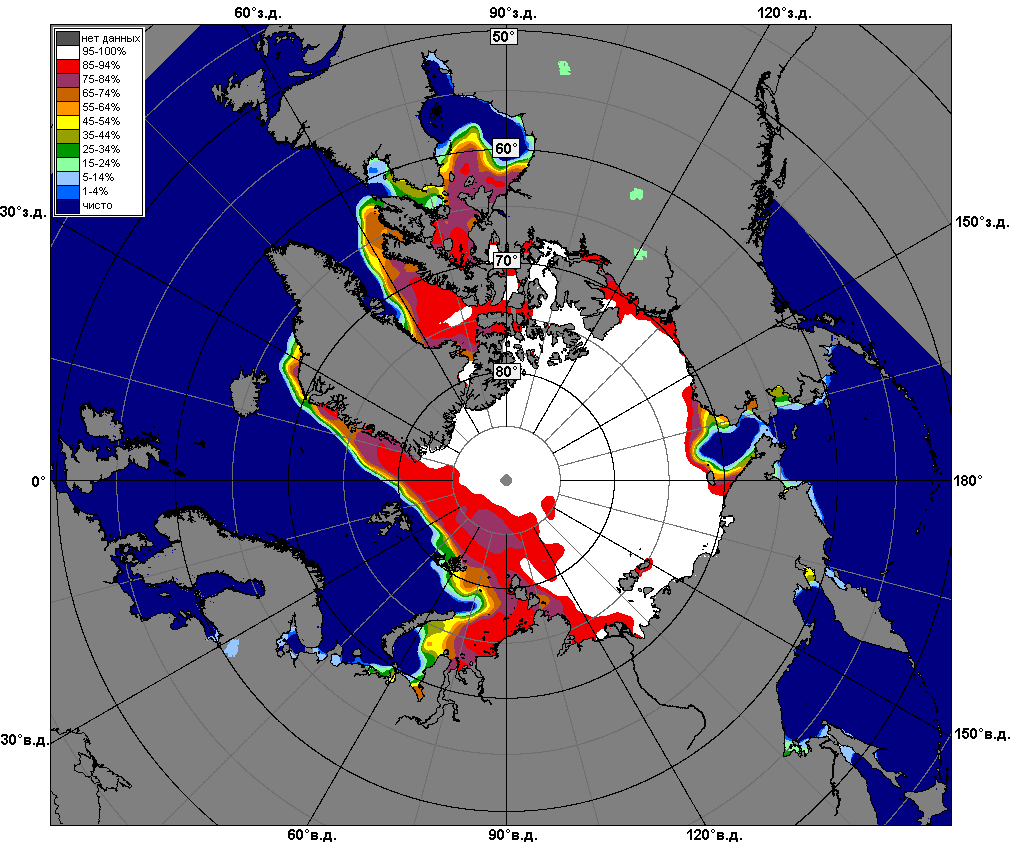 60°з.д.
90°з.д.
120°з.д.
50°
нет данных
95-100%
85-94%
75-84%
65-74%
55-64%
45-54%
35-44%
25-34%
15-24%
5-14%
1-4%
чисто
60°
30°з.д.
150°з.д.
70°
80°
0°
180°
30°в.д.
150°в.д.
60°в.д.
90°в.д.
120°в.д.